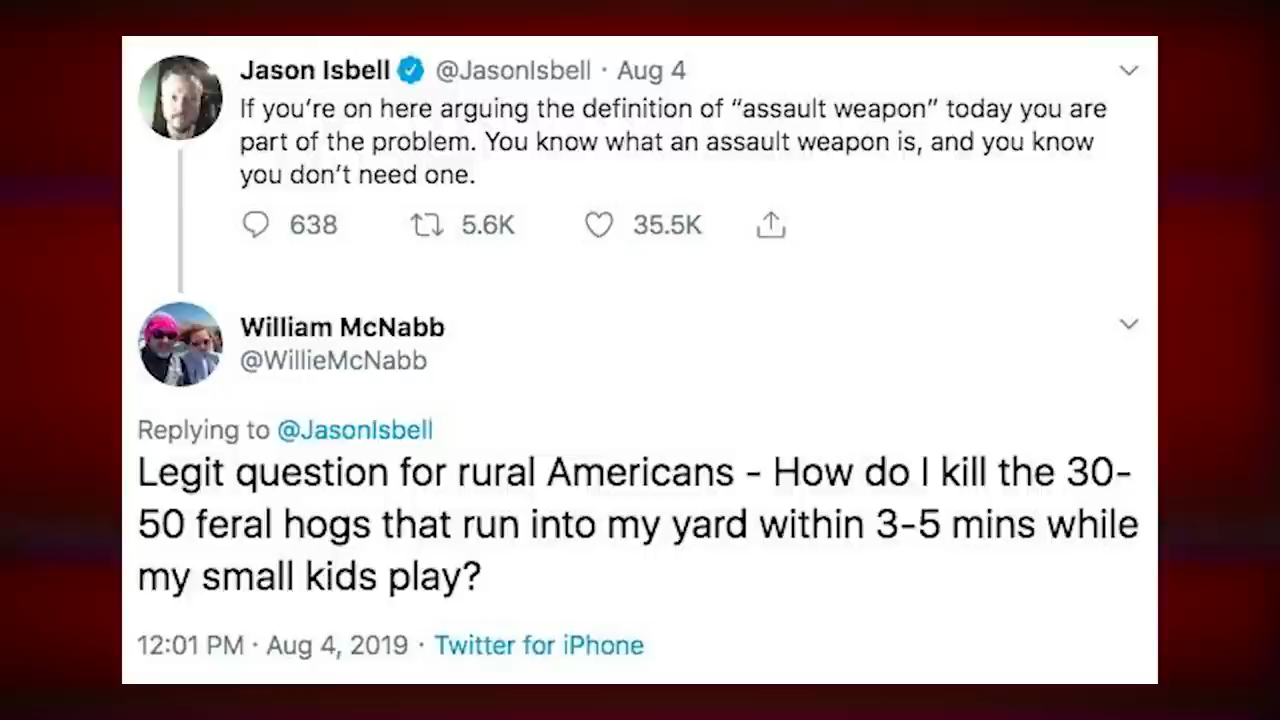 Jason Isbell @JasonIsbell · Aug 4
If you're on here arguing the definition of “assault weapon” today you are
part of the problem. You know what an assault weapon is, and you know
you don't need one.
638 5.6K 35.5K
William McNabb
@WillieMcNabb
Replying to @JasonIsbell
Legit question for rural Americans - How do I kill the 30-
50 feral hogs that run into my yard within 3-5 mins while
my small kids play?
12:01 PM · Aug 4, 2019 · Twitter for iPhone